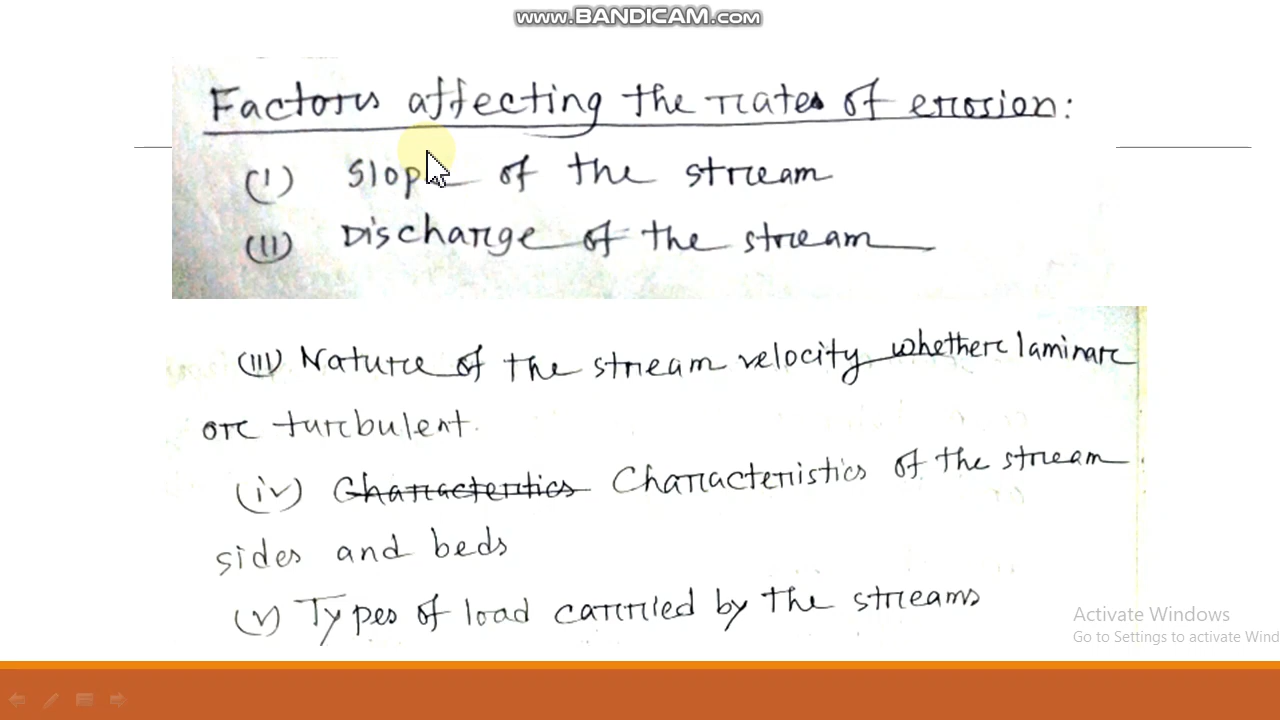 www.BANDICAM.com
Factors affecting the rates of erosion:
(I) Slope of the stream
(II) Discharge of the stream
(III) Nature of the stream velocity whether laminar
or turbulent.
(iv) Characteritics Characteristics of the stream
sides and beds
(v) Types of load carried by the streams
Activate Windows
Go to Settings to activate Wind